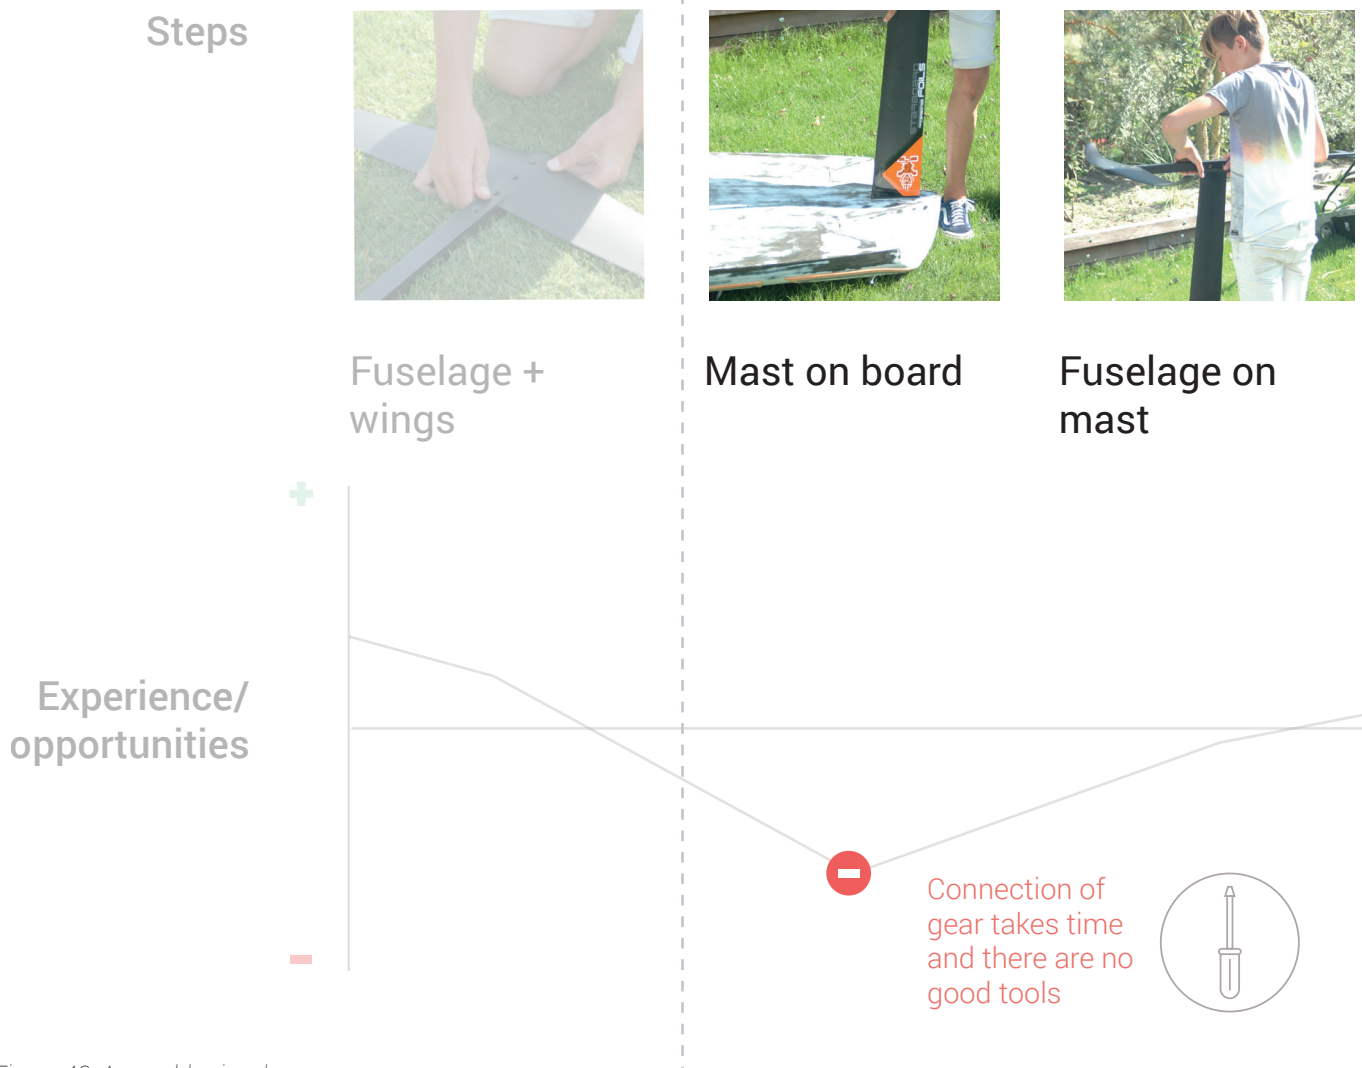 Steps
Fuselage +
wings
Mast on board
Fuselage on
mast
Experience/
opportunities
FOILS
Connection of
gear takes time
and there are no
good tools